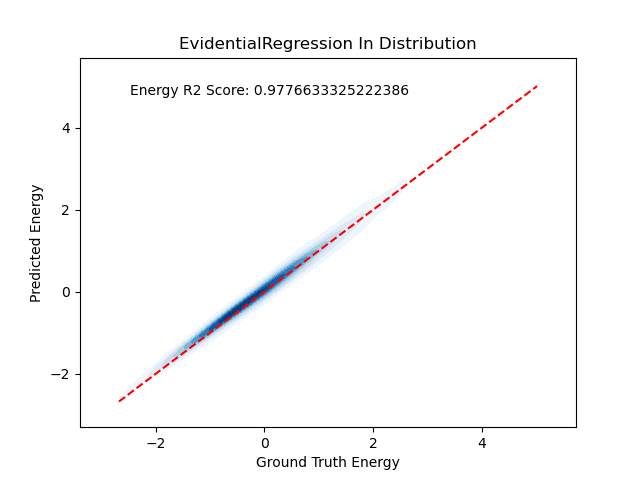 EvidentialRegression In Distribution
Energy R2 Score: 0.9776633325222386
4
2
0
−2
Predicted Energy
−2 0 2 4
Ground Truth Energy